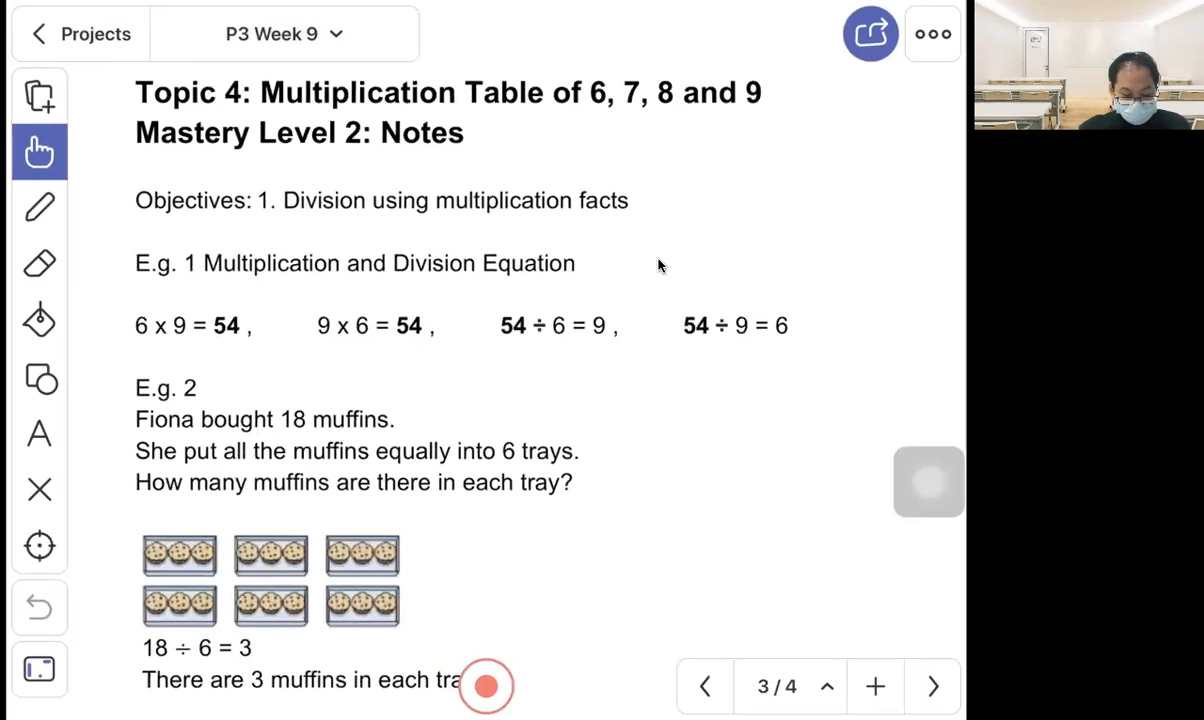 Projects
P3 Week 9
Topic 4: Multiplication Table of 6, 7, 8 and 9
Mastery Level 2: Notes
Objectives: 1. Division using multiplication facts
E.g. 1 Multiplication and Division Equation
6 x 9 = 54 , 9 x 6 = 54 , 54 ÷ 6 = 9 , 54 ÷ 9 = 6
E.g. 2
Fiona bought 18 muffins.
She put all the muffins equally into 6 trays.
How many muffins are there in each tray?
18 ÷ 6 = 3
There are 3 muffins in each tra
A
3 / 4